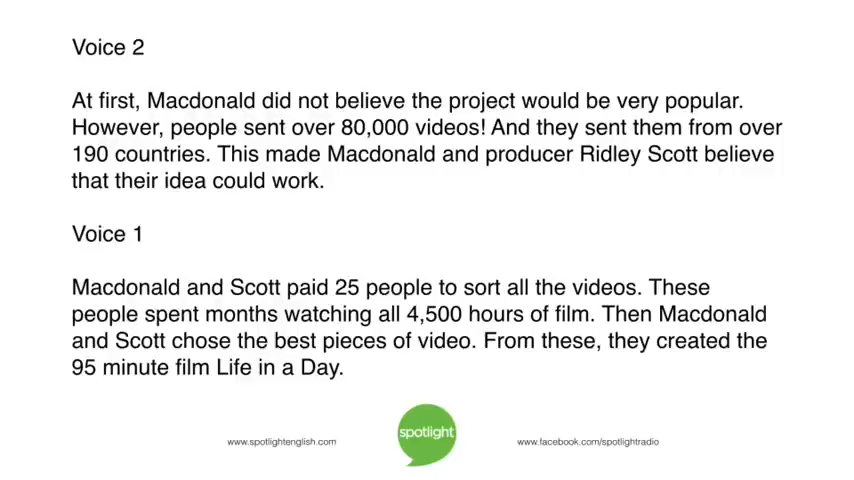 Voice 2
At first, Macdonald did not believe the project would be very popular.
However, people sent over 80,000 videos! And they sent them from over
190 countries. This made Macdonald and producer Ridley Scott believe
that their idea could work.
Voice 1
Macdonald and Scott paid 25 people to sort all the videos. These
people spent months watching all 4,500 hours of film. Then Macdonald
and Scott chose the best pieces of video. From these, they created the
95 minute film Life in a Day.
www.spotlightenglish.com
spotlight
www.facebook.com/spotlightradio